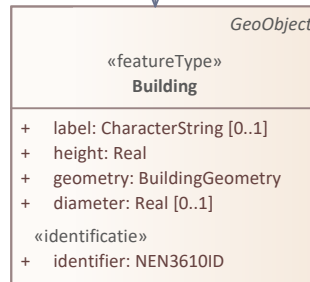 GeoObject
«featureType»
Building
+ label: CharacterString [0..1]
+ height: Real
+ geometry: BuildingGeometry
+ diameter: Real [0..1]
«identificatie»
+ identifier: NEN3610ID